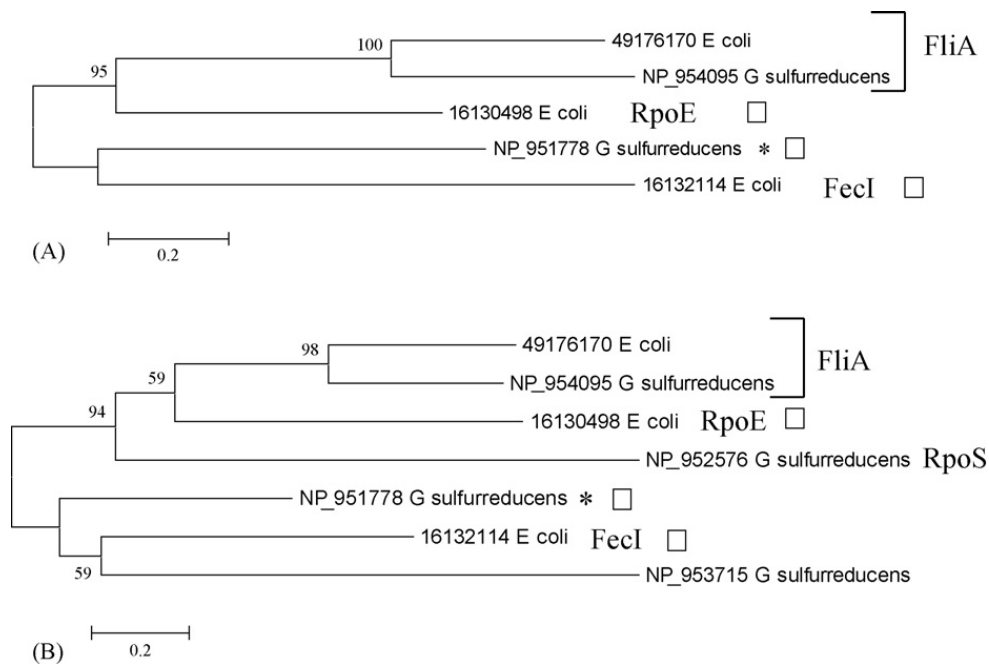 49176170 E coli
100
FliA
95
NP_954095 G sulfurreducens
16130498 E coli RpoE □
NP_951778 G sulfurreducens * □
16132114 E coli FecI □
(A)
0.2
49176170 E coli
98
FliA
59
NP_954095 G sulfurreducens
94
16130498 E coli RpoE □
NP_952576 G sulfurreducens RpoS
NP_951778 G sulfurreducens * □
16132114 E coli FecI □
59
NP_953715 G sulfurreducens
0.2
(B)